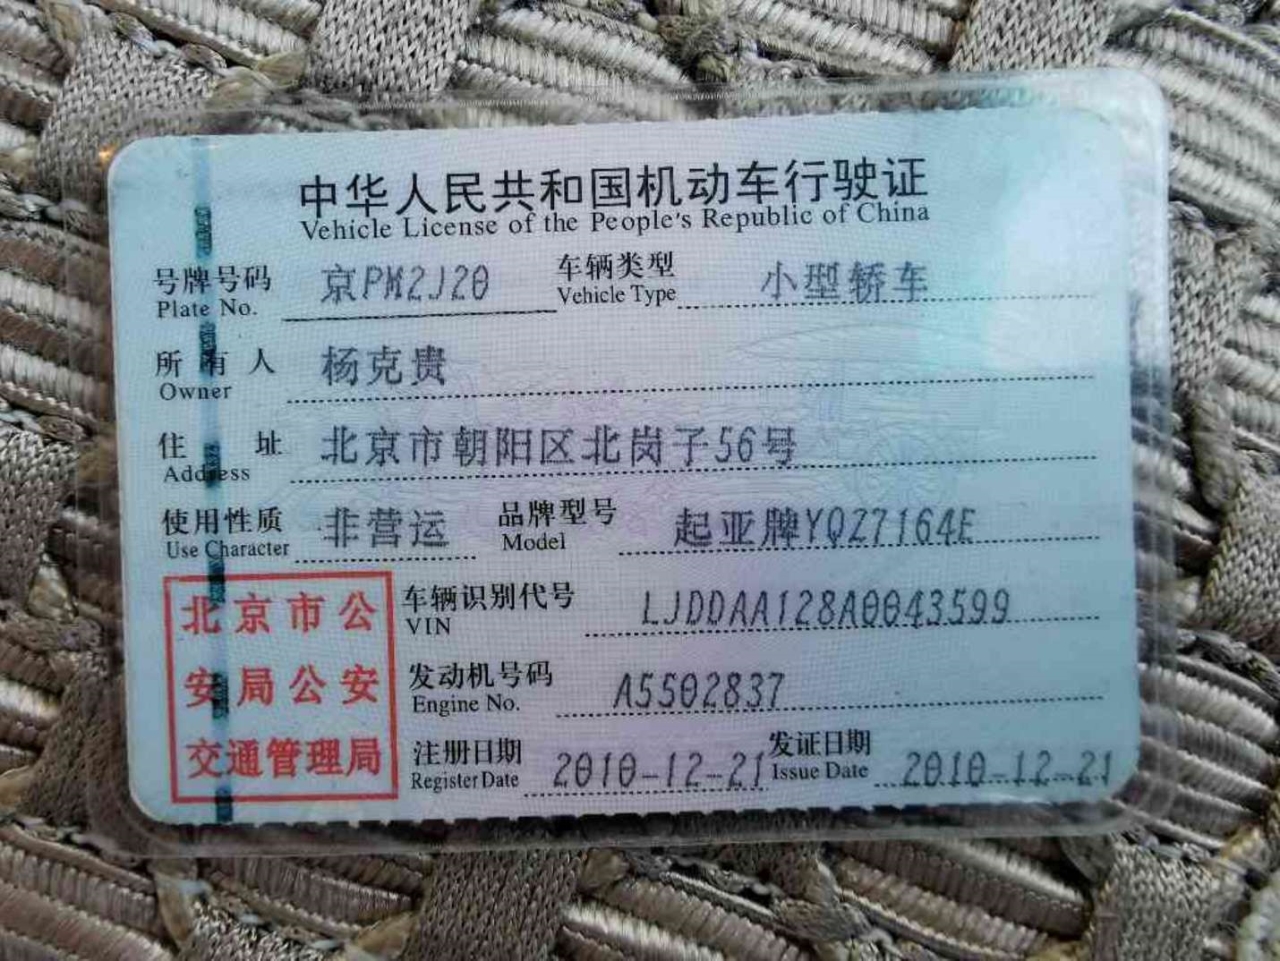 中华人民共和国机动车行驶证
Vehicle License of the People's Republic of China
号牌号码 京PM2J20 车辆类型 小型轿车
Plate No. Vehicle Type
所有人 杨克贵
Owner
住址 北京市朝阳区北岗子56号
Address
使用性质 非营运 品牌型号 起亚牌YQZ7164E
Use Character Model
北京市公
安局公安
交通管理局
车辆识别代号 LJDDAA128A0043599
VIN
发动机号码 A5502837
Engine No.
注册日期 2010-12-21 发证日期 2010-12-21
Register Date Issue Date